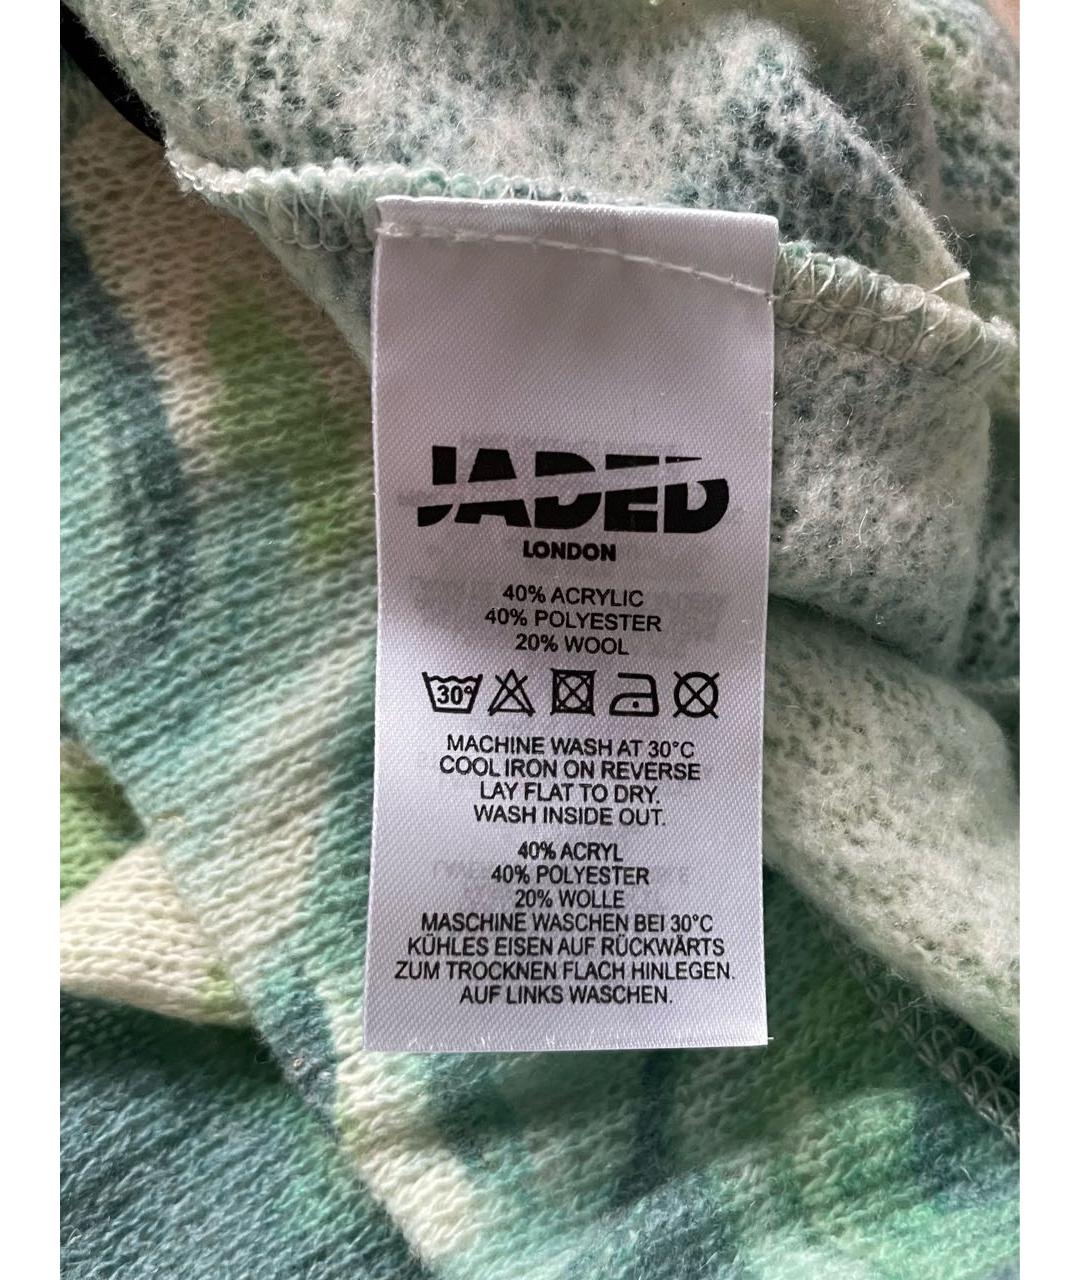 JADED
LONDON
40% ACRYLIC
40% POLYESTER
20% WOOL
30°
MACHINE WASH AT 30°C
COOL IRON ON REVERSE
LAY FLAT TO DRY.
WASH INSIDE OUT.
40% ACRYL
40% POLYESTER
20% WOLLE
MASCHINE WASCHEN BEI 30°C
KÜHLES EISEN AUF RÜCKWÄRTS
ZUM TROCKNEN FLACH HINLEGEN.
AUF LINKS WASCHEN.